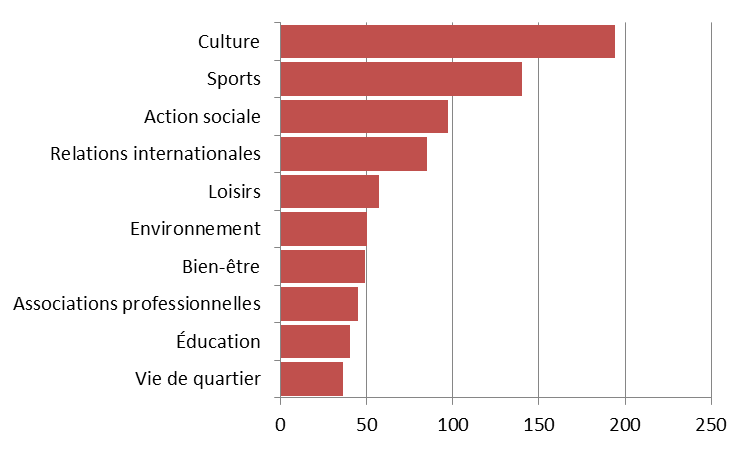 Culture
Sports
Action sociale
Relations internationales
Loisirs
Environnement
Bien-être
Associations professionnelles
Éducation
Vie de quartier
0 50 100 150 200 250